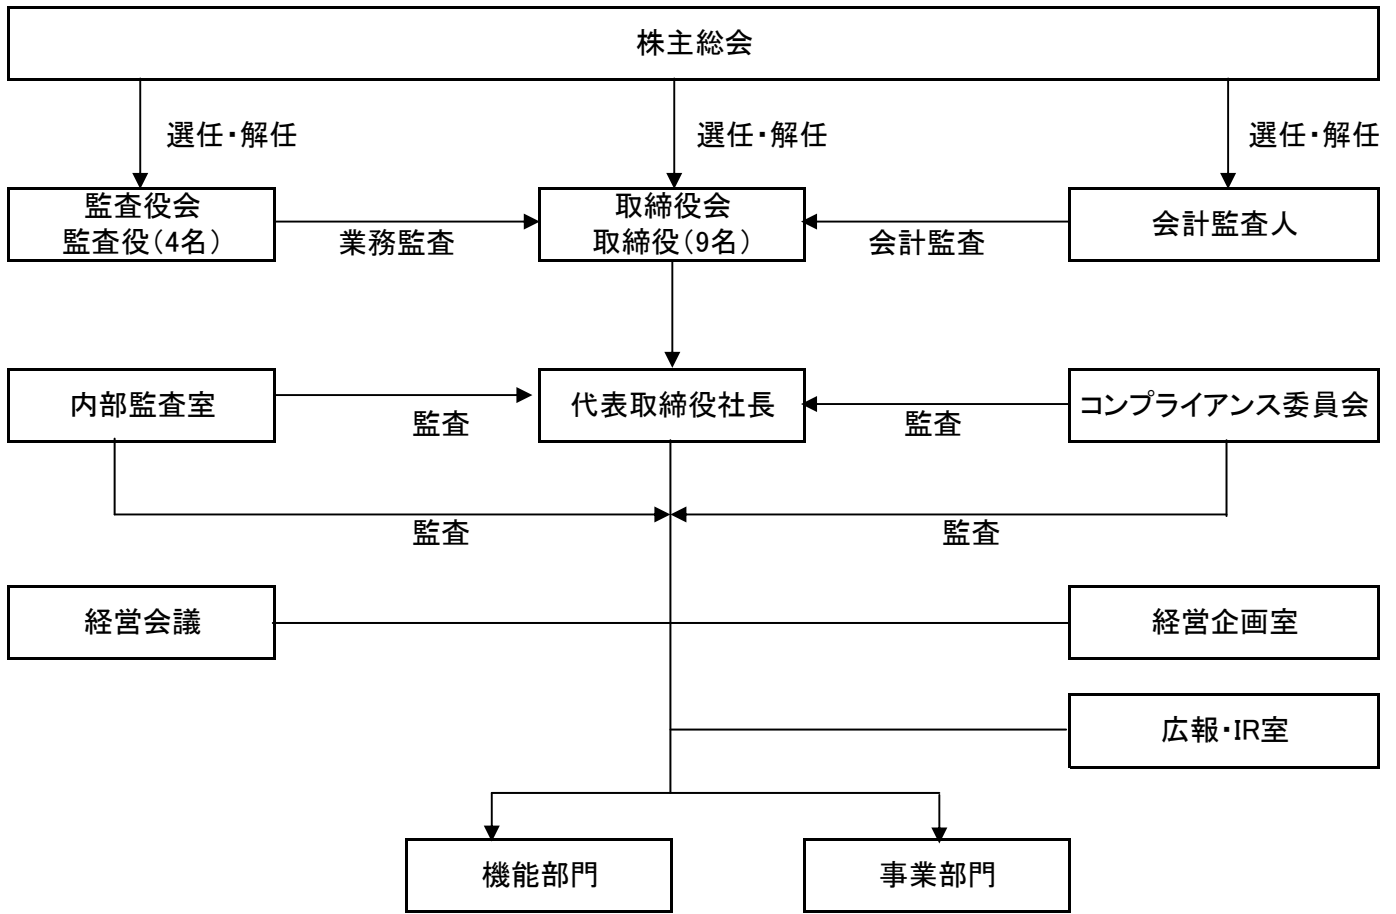 株主総会
選任・解任
選任・解任
選任・解任
監査役会
監査役(4名)
業務監査
取締役会
取締役(9名)
会計監査
会計監査人
内部監査室
監査
代表取締役社長
監査
コンプライアンス委員会
監査
監査
経営会議
経営企画室
広報・IR室
機能部門
事業部門